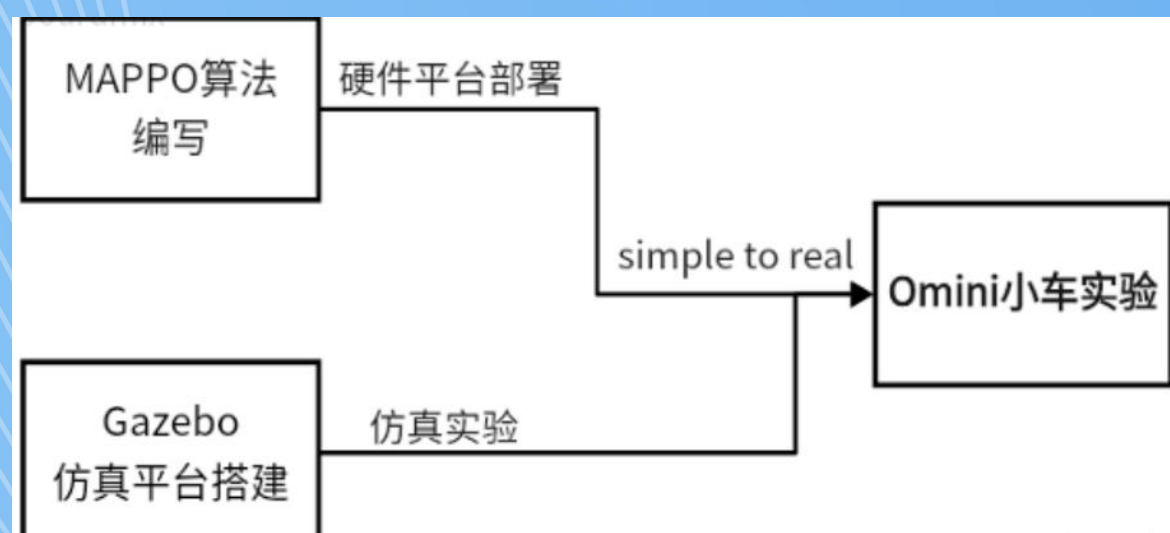 MAPPO算法
编写
硬件平台部署
simple to real
Omini小车实验
Gazebo
仿真平台搭建
仿真实验